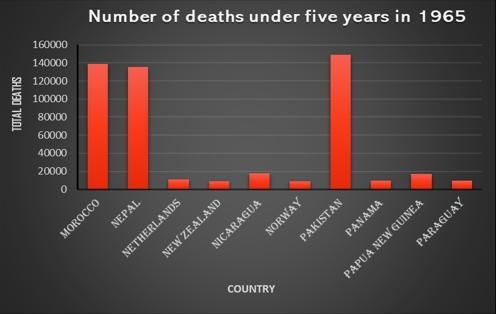 Number of deaths under five years in 1965
TOTAL DEATHS
160000
140000
120000
100000
80000
60000
40000
20000
0
MOROCCO
NEPAL
NETHERLANDS
NEW ZEALAND
NICARAGUA
NORWAY
PAKISTAN
PANAMA
PAPUA NEW GUINEA
PARAGUAY
COUNTRY